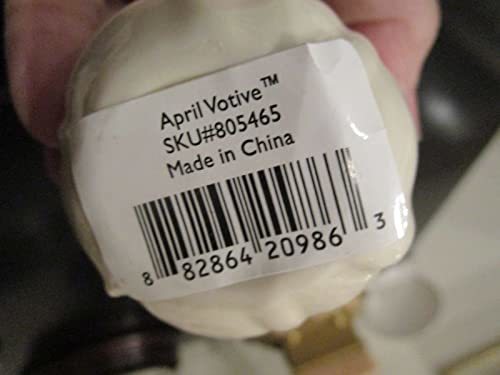 April Votive™
SKU#805465
Made in China
8 82864 20986 3